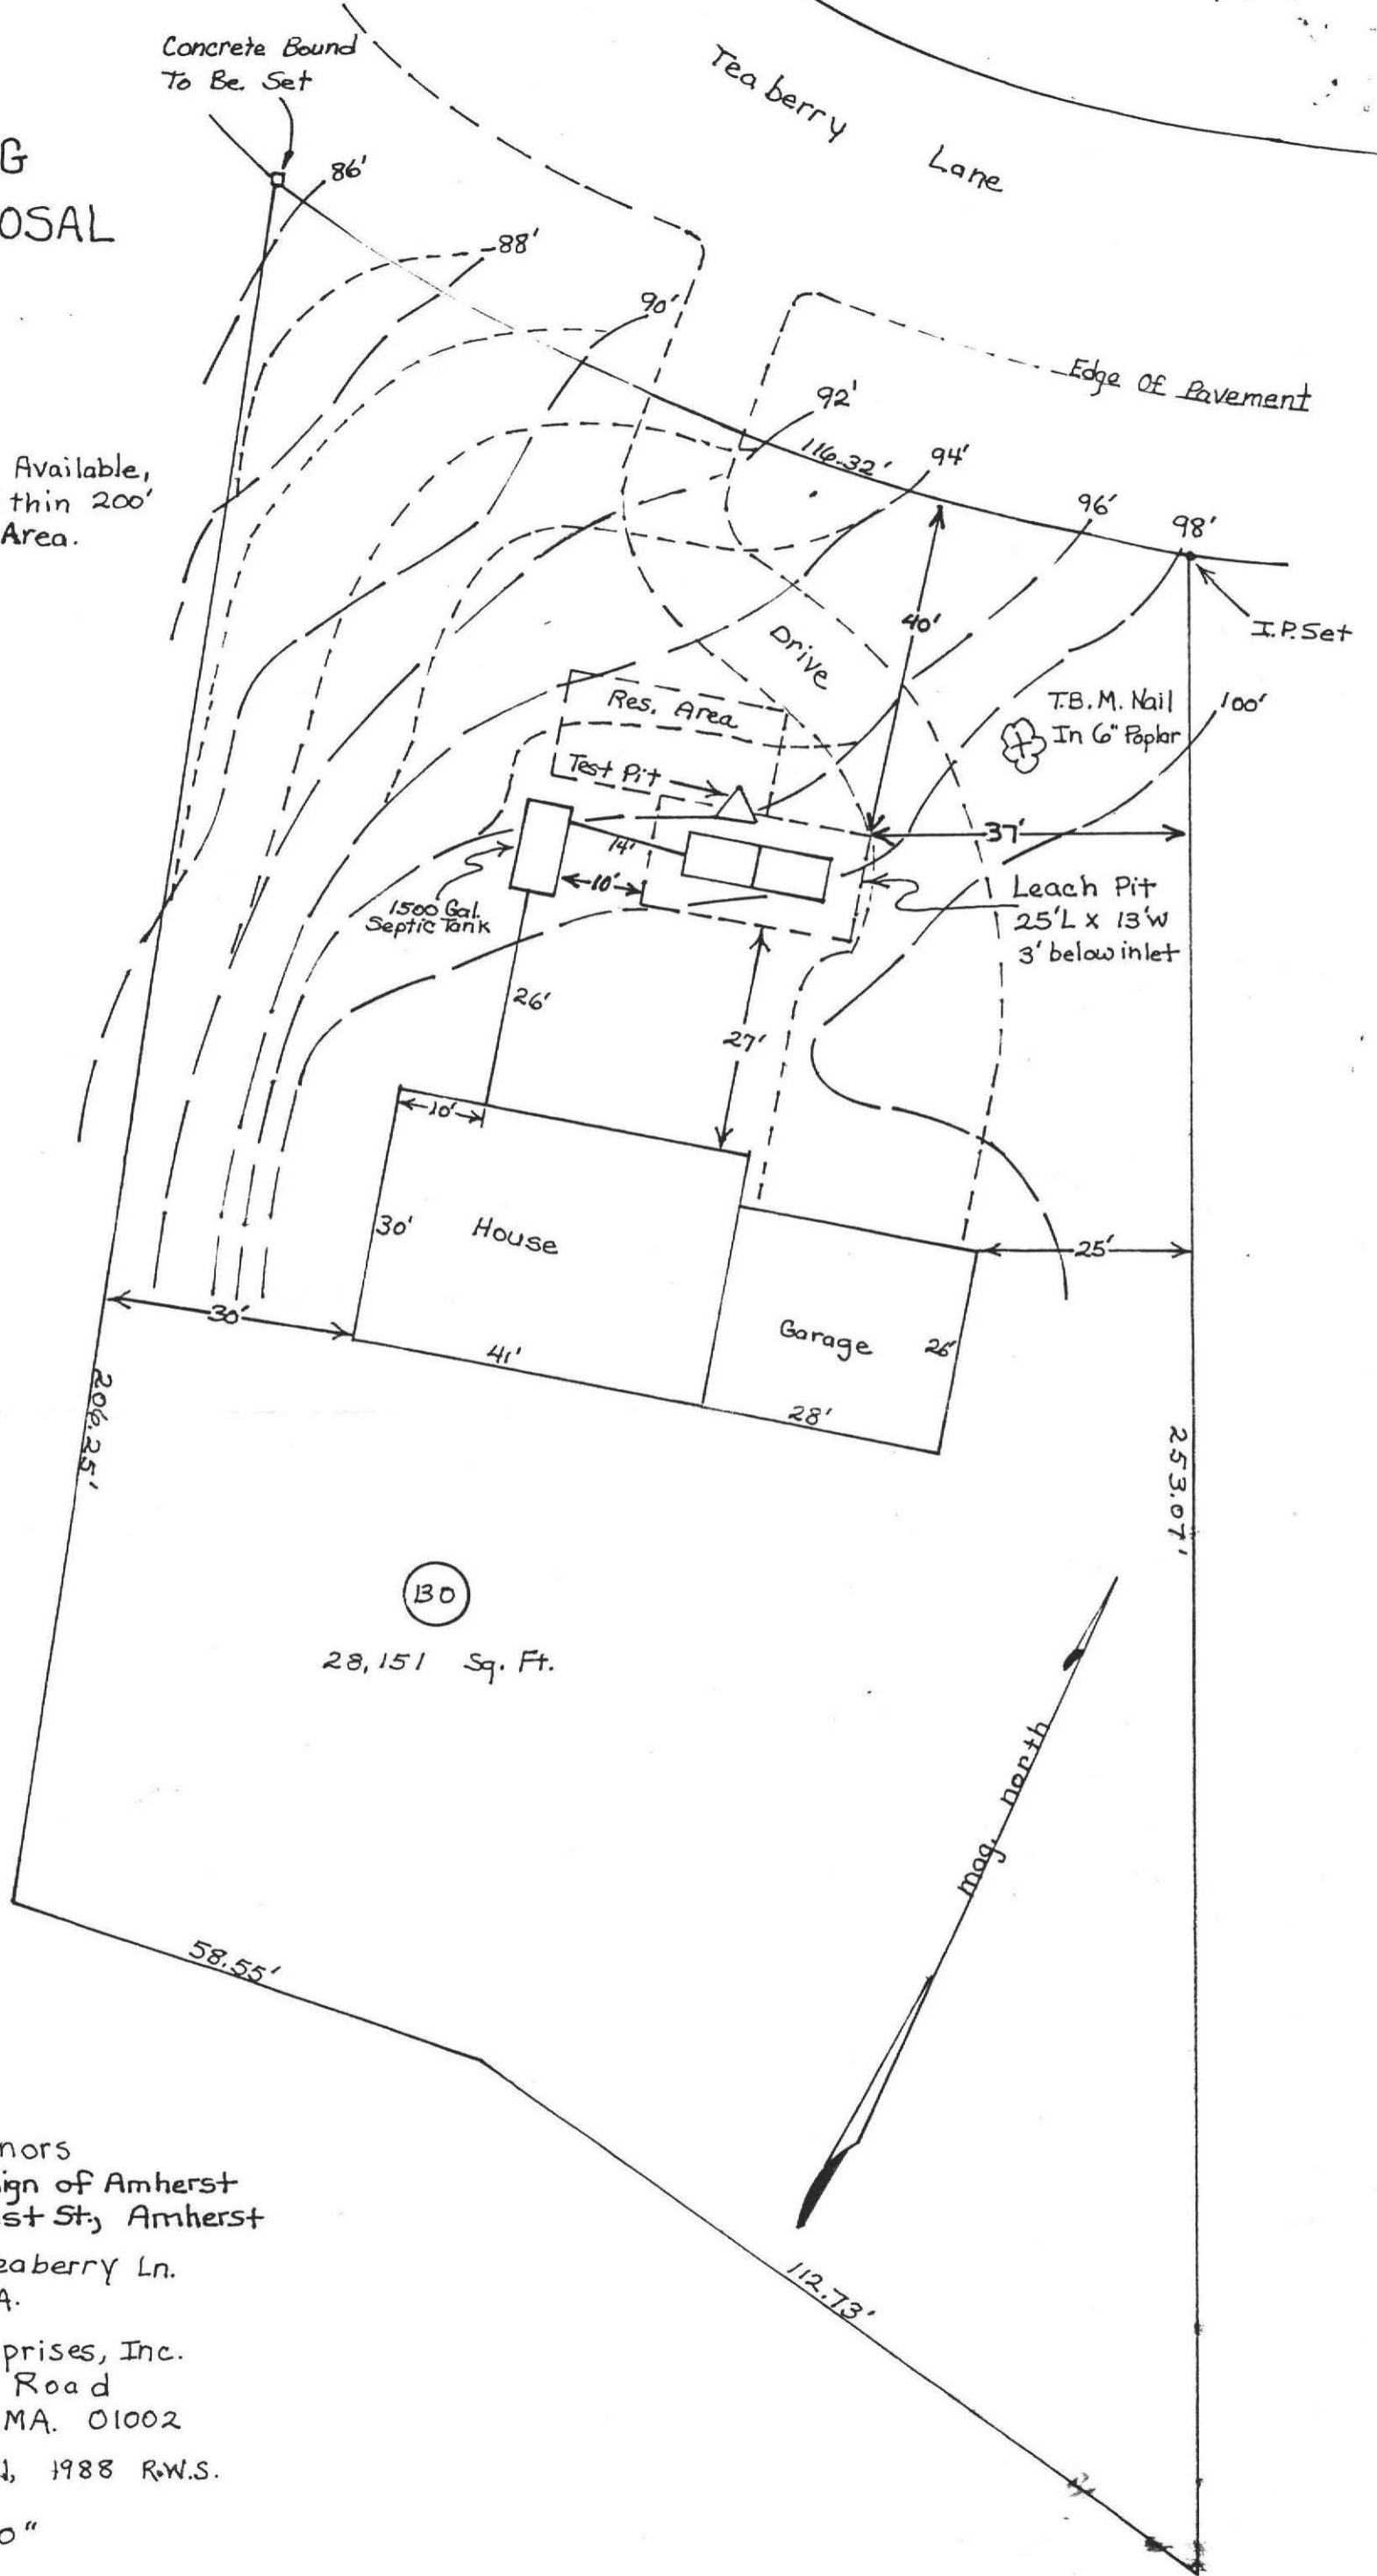 Concrete Bound
To Be Set
Teaberry
Lane
G
OSAL
86'
88'
90'
Edge Of Pavement
92'
116.32'
94'
96'
98'
Available,
thin 200'
Area.
I.P. Set
40'
Drive
Res. Area
T.B.M. Nail
In 6" Poplar
100'
Test Pit
37'
14'
10'
1500 Gal.
Septic Tank
Leach Pit
25'L x 13'W
3' below inlet
26'
27'
10'
30'
House
25'
30'
Garage
26'
41'
28'
206.25'
253.07'
130
28,151 Sq. Ft.
mag. north
58.55'
112.73'
nors
ign of Amherst
st St., Amherst
eaberry Ln.
A.
prises, Inc.
Road
MA. 01002
1, 1988 R.W.S.
0"